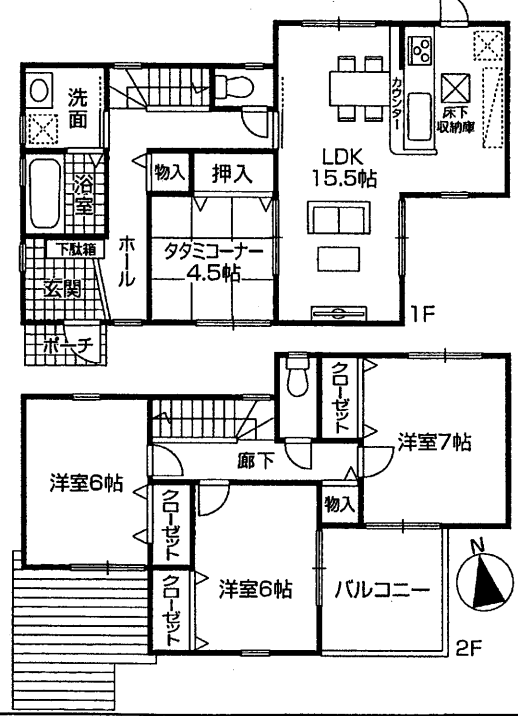 洗面
浴室
物入
押入
LDK
15.5帖
カウンター
床下
収納庫
ホール
タタミコーナー
4.5帖
下駄箱
玄関
ポーチ
1F
クローゼット
洋室7帖
洋室6帖
廊下
物入
クローゼット
クローゼット
洋室6帖
バルコニー
N
2F